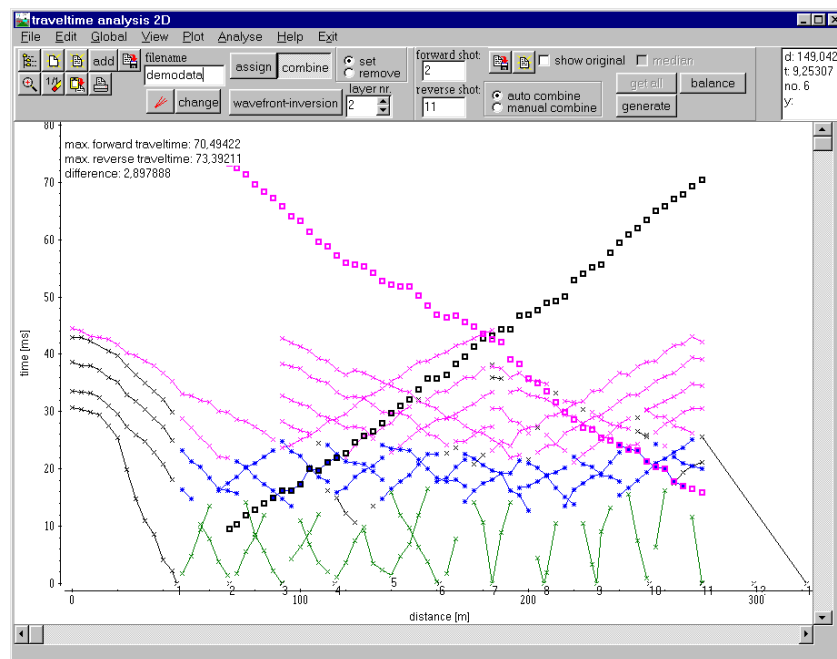 traveltime analysis 2D
File Edit Global View Plot Analyse Help Exit
add
filename
demodata
change
assign combine
wavefront-inversion
set
remove
layer nr.
2
forward shot:
2
reverse shot:
11
show original
median
auto combine
manual combine
get all
balance
generate
d: 149,042
t: 9,25307
no. 6
y:
max. forward traveltime: 70,49422
max. reverse traveltime: 73,39211
difference: 2,897888
80
70
60
50
40
30
20
10
0
time [ms]
1 2 3 4 5 6 7 8 9 10 11 12 1
0 100 200 300
distance [m]